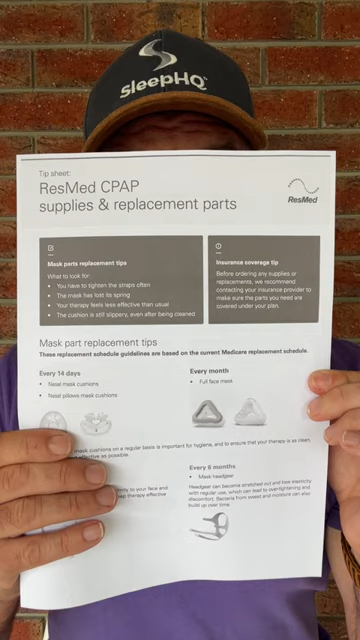 SleepHQ
Tip sheet:
ResMed CPAP
supplies & replacement parts
ResMed
Mask parts replacement tips
What to look for:
• You have to tighten the straps often
• The mask has lost its spring
• Your therapy feels less effective than usual
• The cushion is still slippery, even after being cleaned
Insurance coverage tip
Before ordering any supplies or
replacements, we recommend
contacting your insurance provider to
make sure the parts you need are
covered under your plan.
Mask part replacement tips
These replacement schedule guidelines are based on the current Medicare replacement schedule.
Every 14 days
• Nasal mask cushions
• Nasal pillows mask cushions
Every month
• Full face mask
mask cushions on a regular basis is important for hygiene, and to ensure that your therapy is as clean,
effective as possible.
to your face and
keep therapy effective
Every 6 months
• Mask headgear
Headgear can become stretched out and lose elasticity
with regular use, which can lead to overtightening and
discomfort. Bacteria from sweat and moisture can also
build up over time.